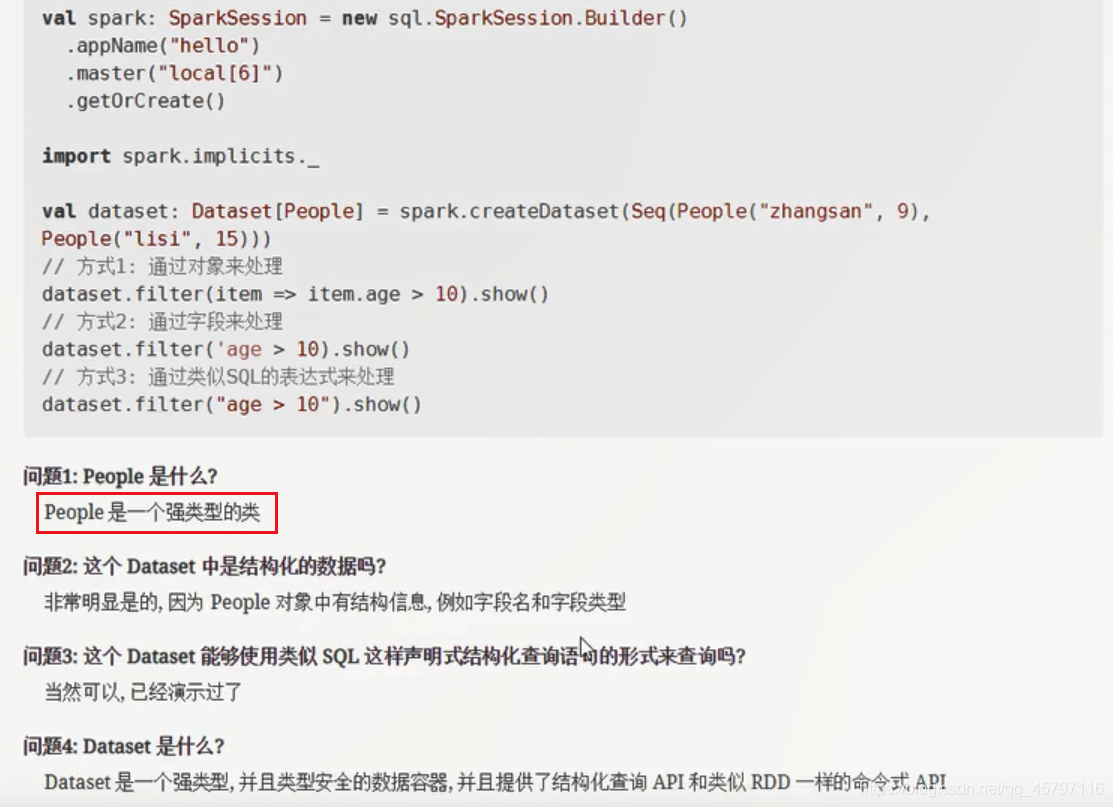 val spark: SparkSession = new sql.SparkSession.Builder()
.appName("hello")
.master("local[6]")
.getOrCreate()
import spark.implicits._
val dataset: Dataset[People] = spark.createDataset(Seq(People("zhangsan", 9),
People("lisi", 15)))
// 方式1: 通过对象来处理
dataset.filter(item => item.age > 10).show()
// 方式2: 通过字段来处理
dataset.filter('age > 10).show()
// 方式3: 通过类似SQL的表达式来处理
dataset.filter("age > 10").show()
问题1: People 是什么?
People 是一个强类型的类
问题2: 这个 Dataset 中是结构化的数据吗?
非常明显是的, 因为 People 对象中有结构信息, 例如字段名和字段类型
问题3: 这个 Dataset 能够使用类似 SQL 这样声明式结构化查询语句的形式来查询吗?
当然可以, 已经演示过了
问题4: Dataset 是什么?
Dataset 是一个强类型, 并且类型安全的数据容器, 并且提供了结构化查询 API 和类似 RDD 一样的命令式 API
https://blog.csdn.net/qq_45797116